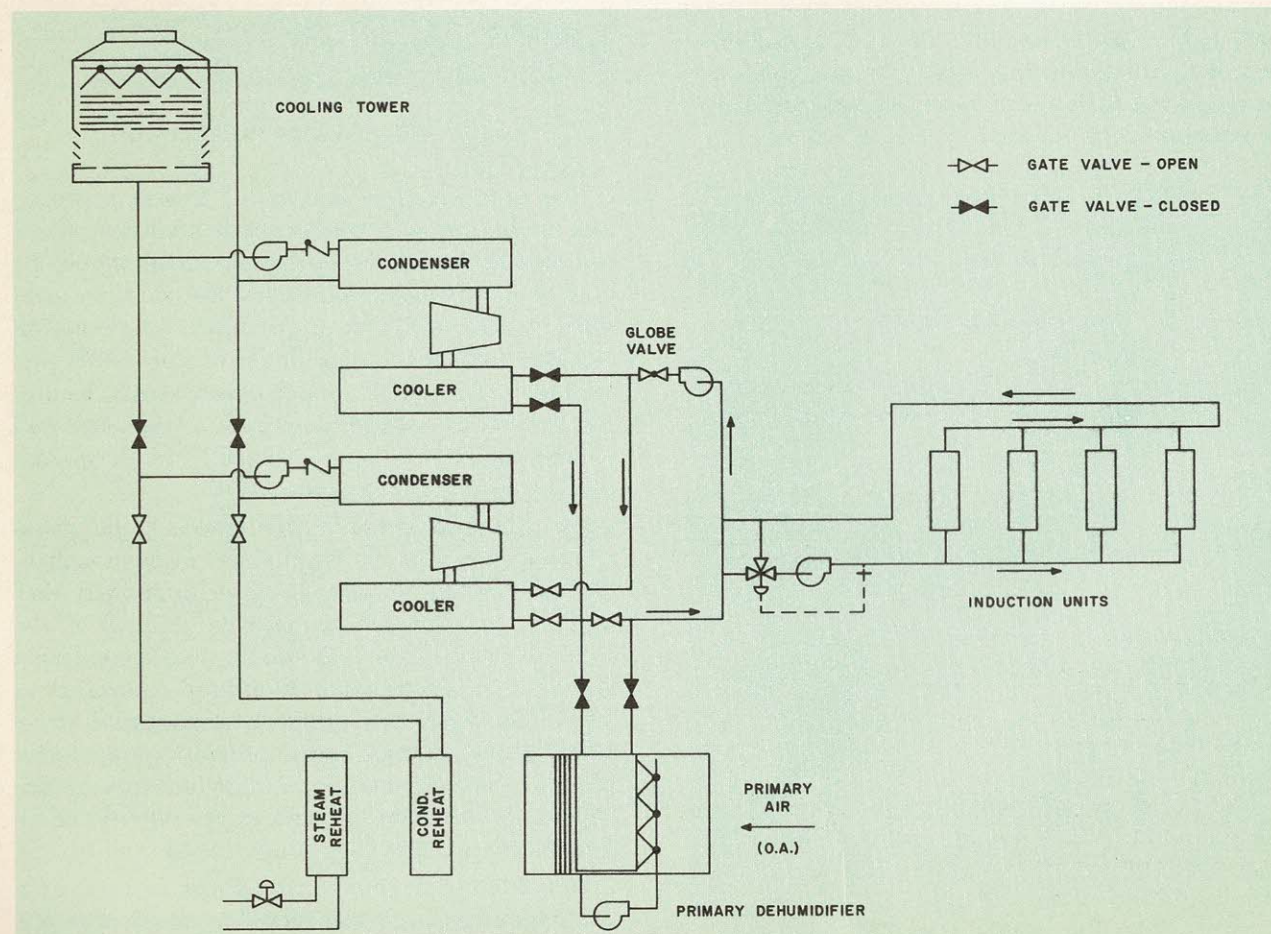 COOLING TOWER
GATE VALVE – OPEN
GATE VALVE – CLOSED
CONDENSER
GLOBE
VALVE
COOLER
CONDENSER
COOLER
INDUCTION UNITS
STEAM
REHEAT
COND.
REHEAT
PRIMARY
AIR
(O.A.)
PRIMARY DEHUMIDIFIER